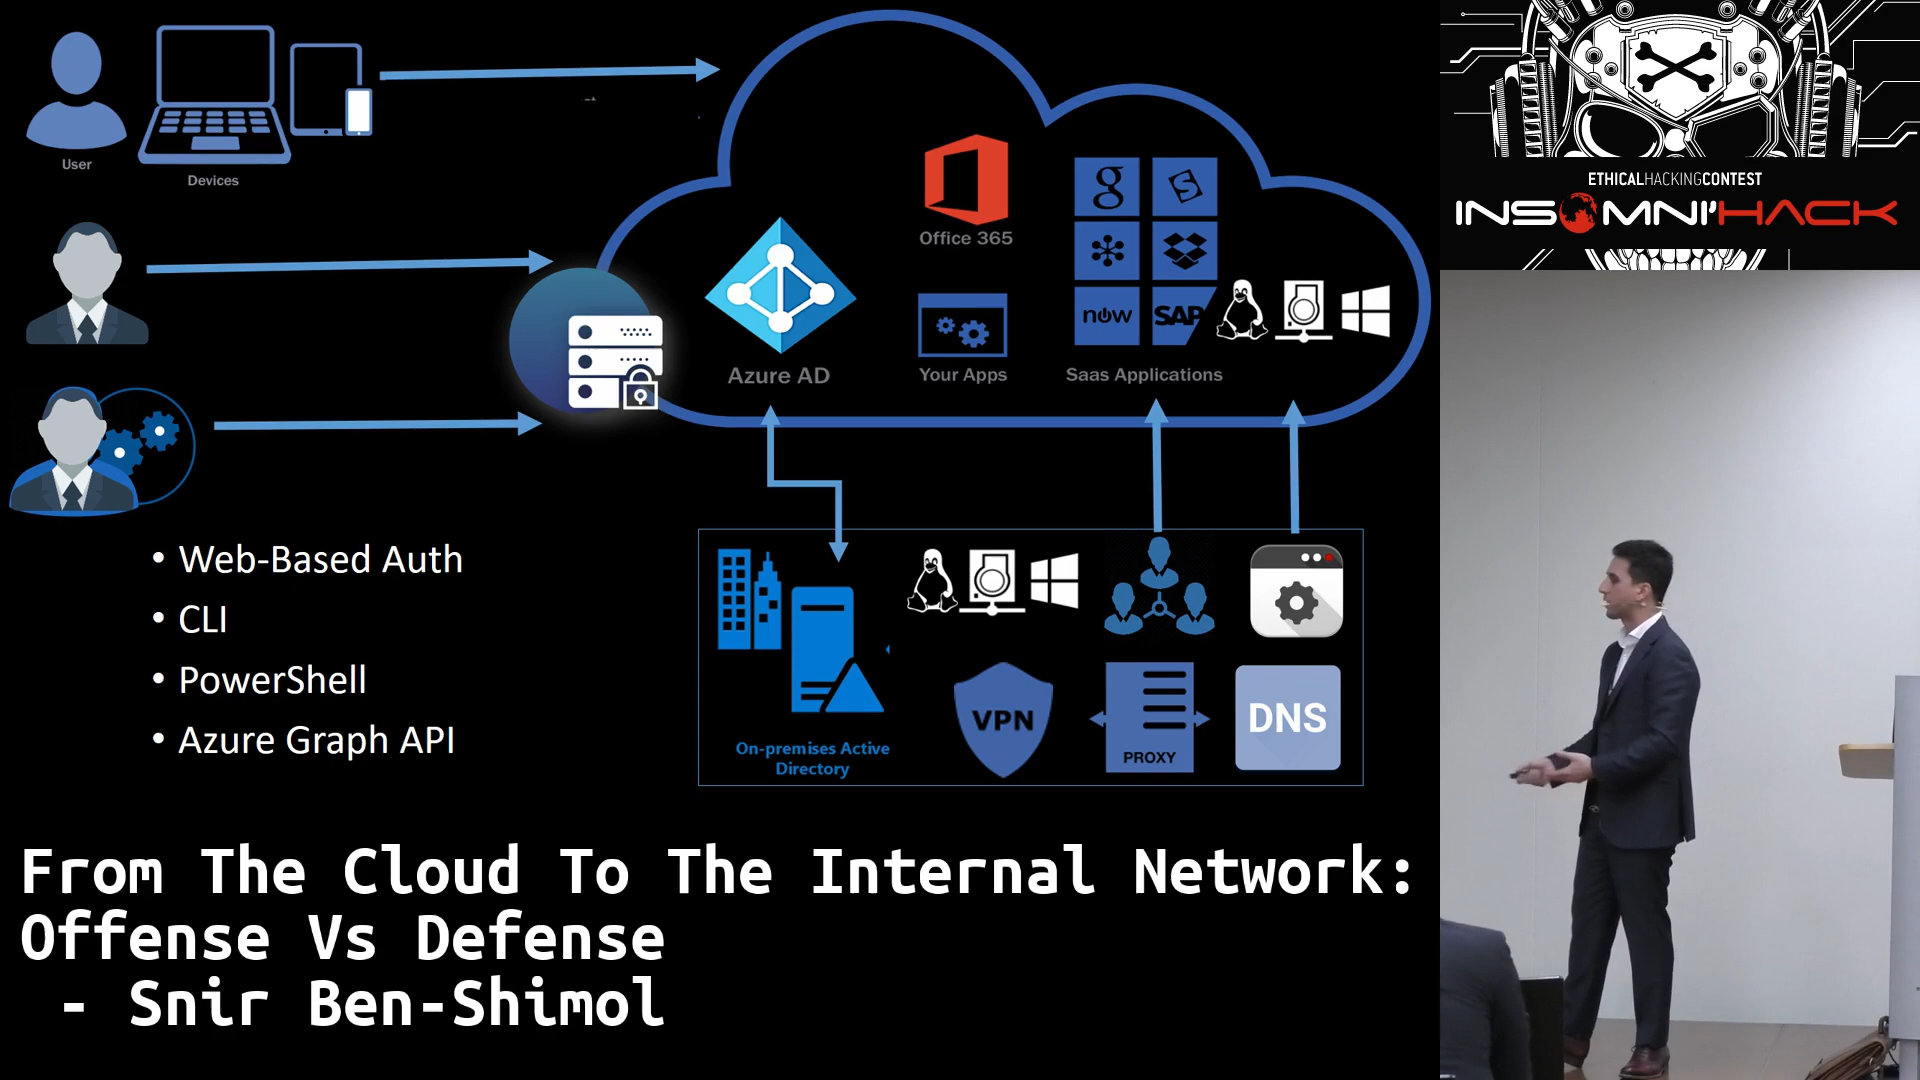 User
Devices
Office 365
g
S
now
SAP
Azure AD
Your Apps
Saas Applications
• Web-Based Auth
• CLI
• PowerShell
• Azure Graph API
On-premises Active
Directory
VPN
PROXY
DNS
From The Cloud To The Internal Network:
Offense Vs Defense
- Snir Ben-Shimol
ETHICALHACKINGCONTEST
INSOMNI'HACK